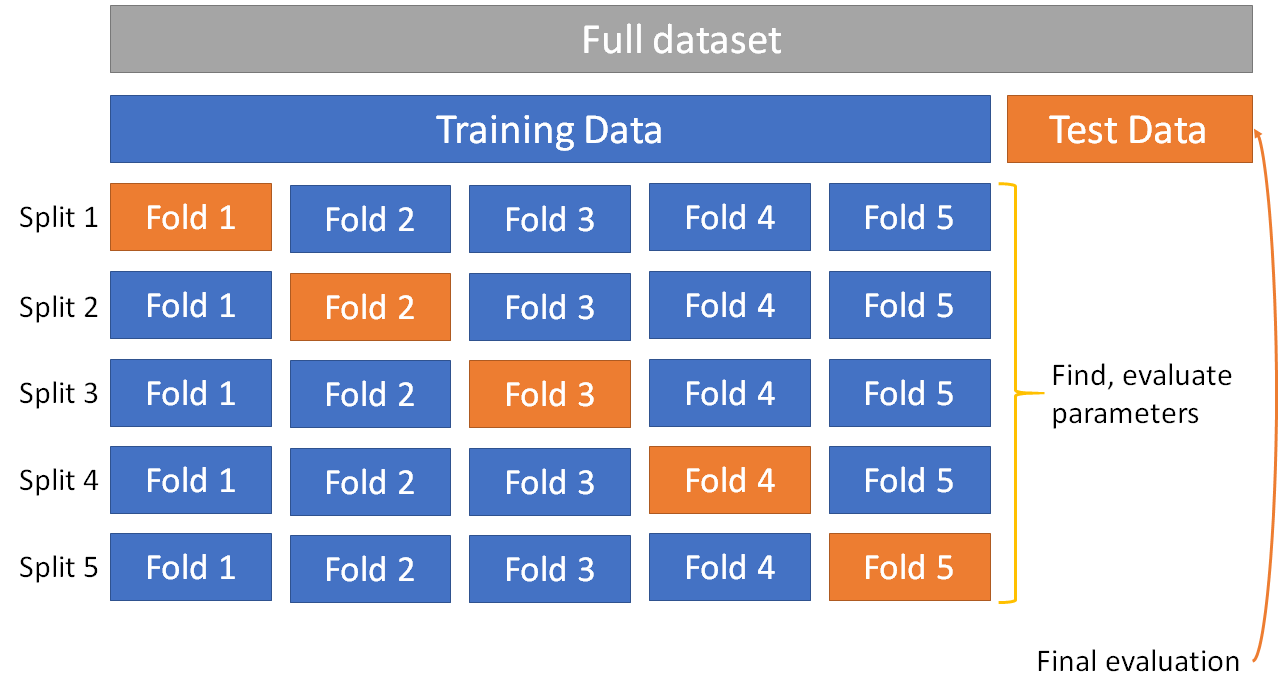 Full dataset
Training Data Test Data
Split 1 Fold 1 Fold 2 Fold 3 Fold 4 Fold 5
Split 2 Fold 1 Fold 2 Fold 3 Fold 4 Fold 5
Split 3 Fold 1 Fold 2 Fold 3 Fold 4 Fold 5
Split 4 Fold 1 Fold 2 Fold 3 Fold 4 Fold 5
Split 5 Fold 1 Fold 2 Fold 3 Fold 4 Fold 5
Find, evaluate
parameters
Final evaluation